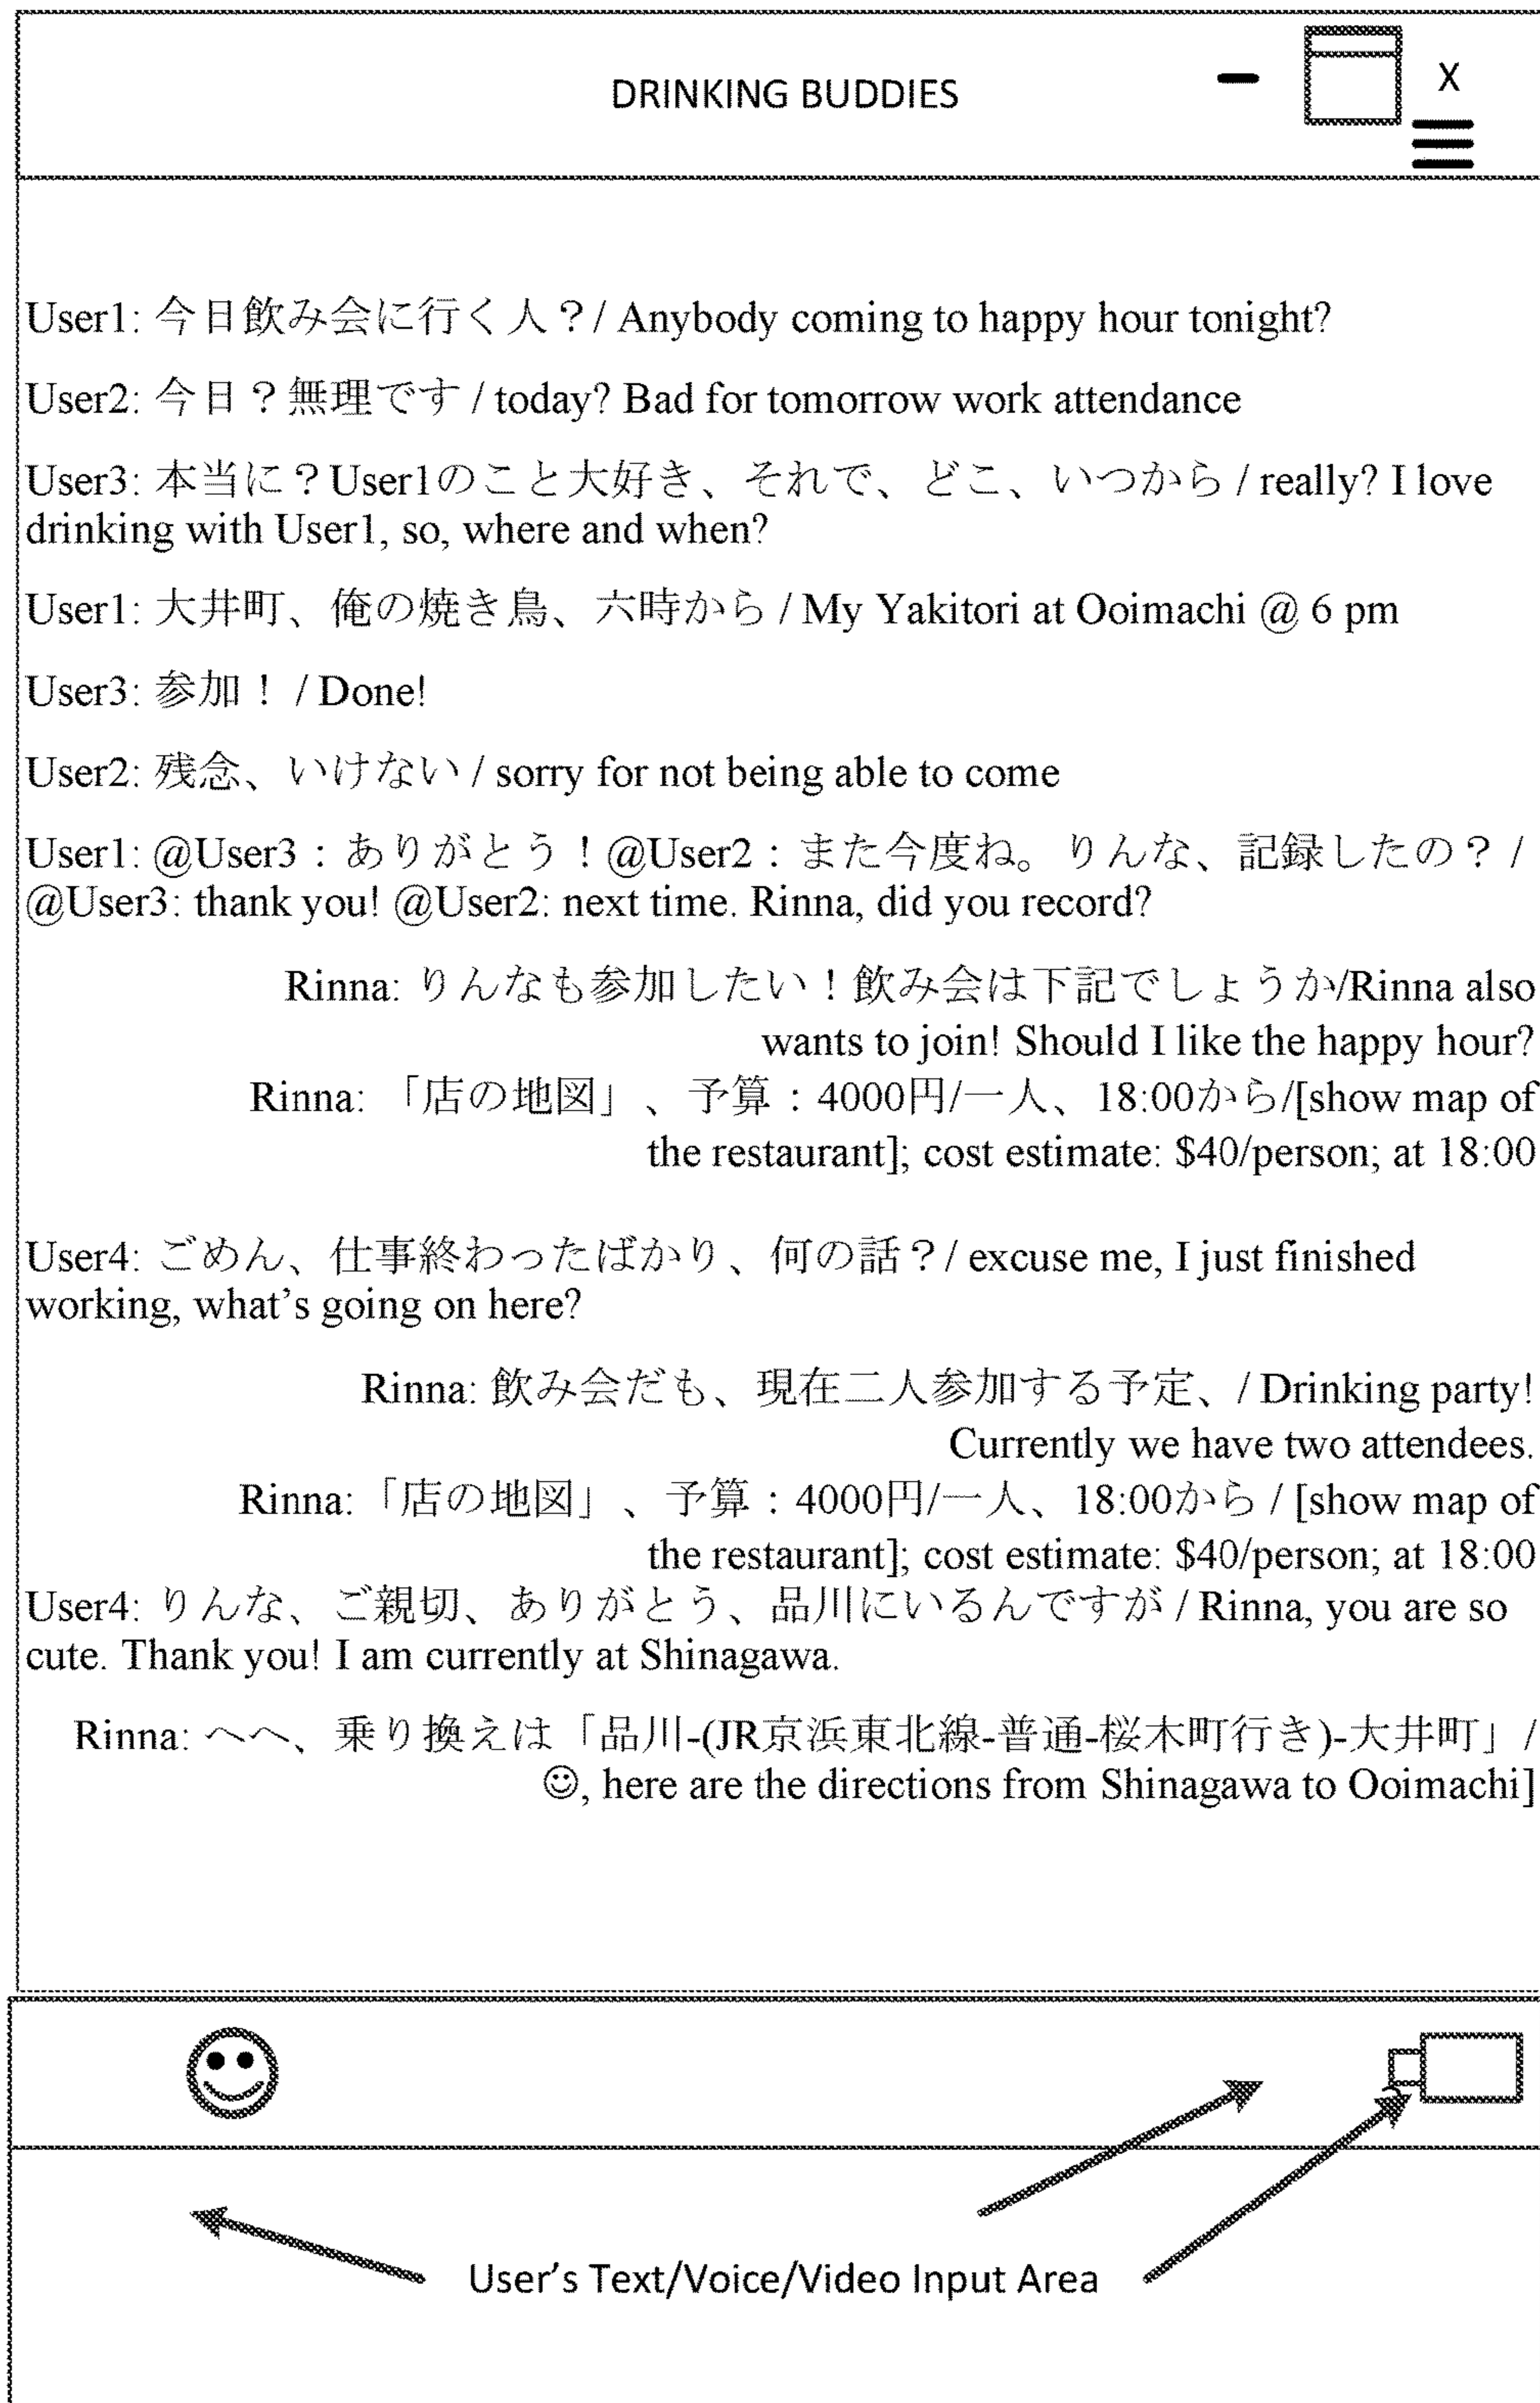 DRINKING BUDDIES
X
User1: 今日飲み会に行く人？/ Anybody coming to happy hour tonight?
User2: 今日？無理です / today? Bad for tomorrow work attendance
User3: 本当に？User1のこと大好き、それで、どこ、いつから / really? I love
drinking with User1, so, where and when?
User1: 大井町、俺の焼き鳥、六時から / My Yakitori at Ooimachi @ 6 pm
User3: 参加！ / Done!
User2: 残念、いけない / sorry for not being able to come
User1: @User3：ありがとう！@User2：また今度ね。りんな、記録したの？ /
@User3: thank you! @User2: next time. Rinna, did you record?
Rinna: りんなも参加したい！飲み会は下記でしょうか/Rinna also
wants to join! Should I like the happy hour?
Rinna: 「店の地図」、予算：4000円/一人、18:00から/[show map of
the restaurant]; cost estimate: $40/person; at 18:00
User4: ごめん、仕事終わったばかり、何の話？/ excuse me, I just finished
working, what's going on here?
Rinna: 飲み会だも、現在二人参加する予定、/ Drinking party!
Currently we have two attendees.
Rinna:「店の地図」、予算：4000円/一人、18:00から / [show map of
the restaurant]; cost estimate: $40/person; at 18:00
User4: りんな、ご親切、ありがとう、品川にいるんですが / Rinna, you are so
cute. Thank you! I am currently at Shinagawa.
Rinna: へへ、乗り換えは「品川-(JR京浜東北線-普通-桜木町行き)-大井町」/
☺, here are the directions from Shinagawa to Ooimachi]
User's Text/Voice/Video Input Area